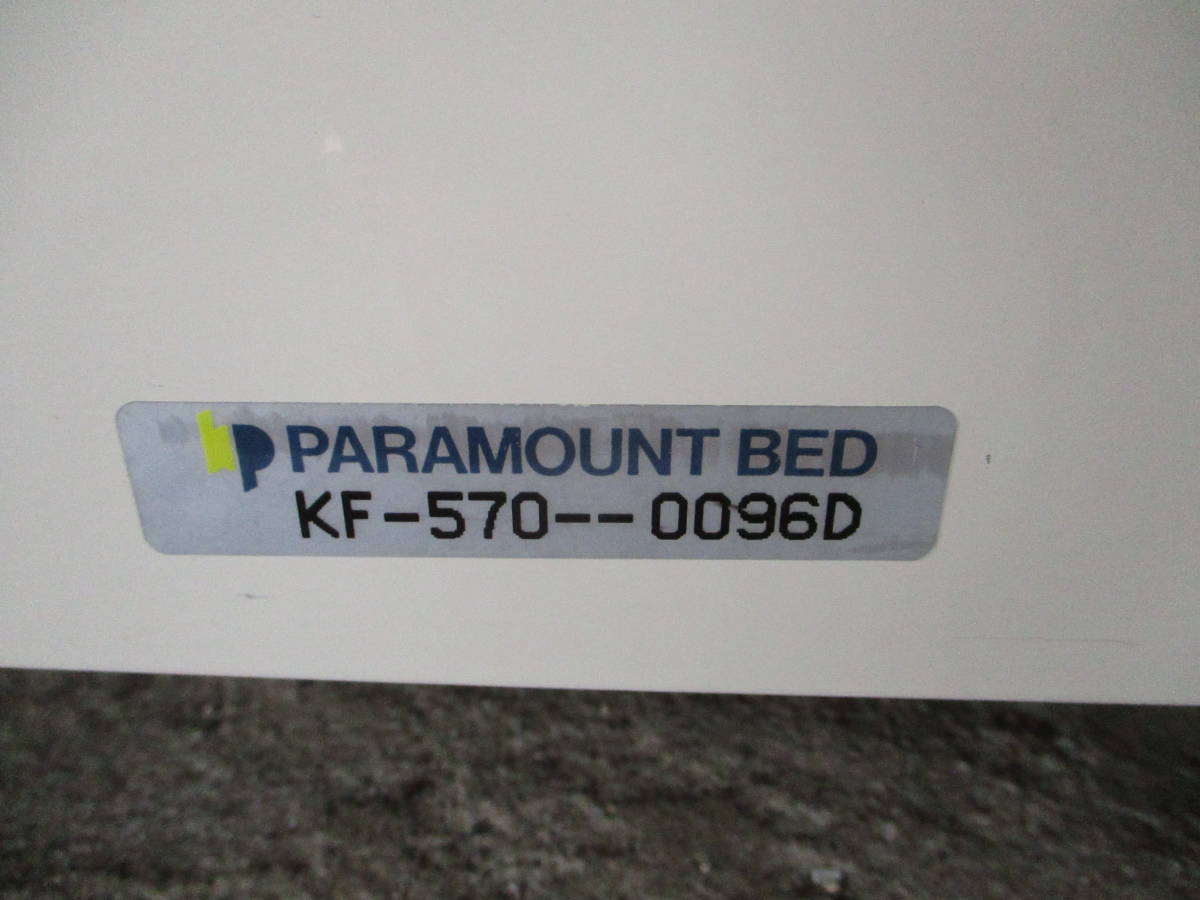 PARAMOUNT BED
KF-570--0096D